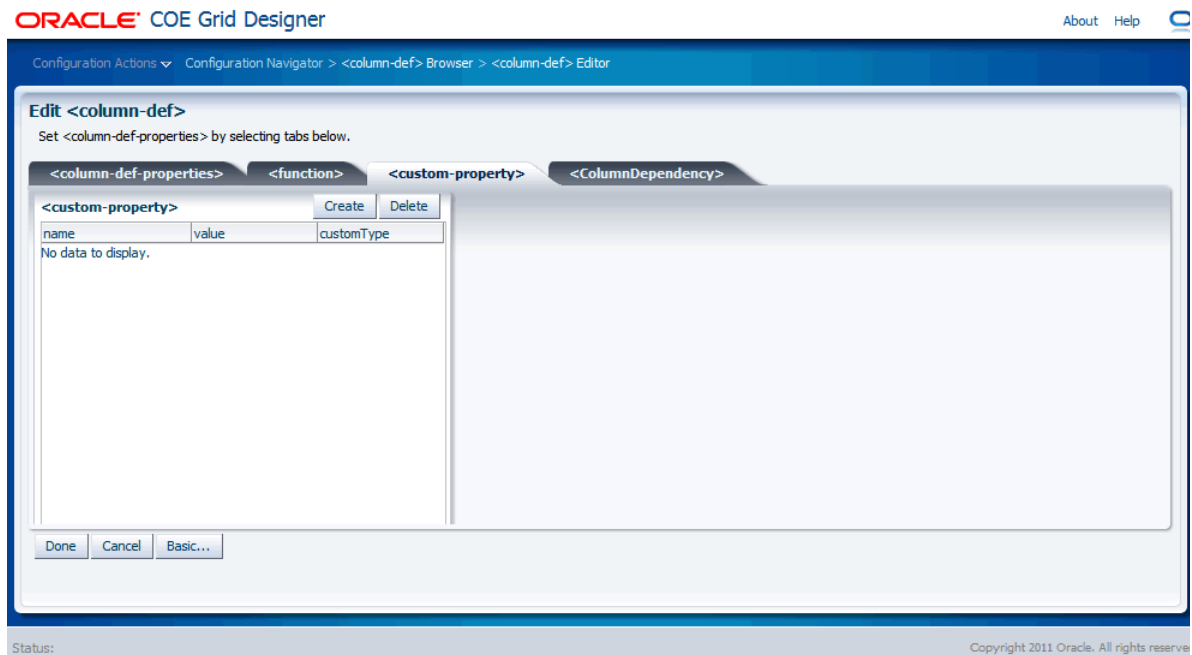 ORACLE COE Grid Designer About Help
Configuration Actions Configuration Navigator > <column-def> Browser > <column-def> Editor
Edit <column-def>
Set <column-def-properties> by selecting tabs below.
<column-def-properties> <function> <custom-property> <ColumnDependency>
<custom-property> Create Delete
name value customType
No data to display.
Done Cancel Basic...
Status: Copyright 2011 Oracle. All rights reserve